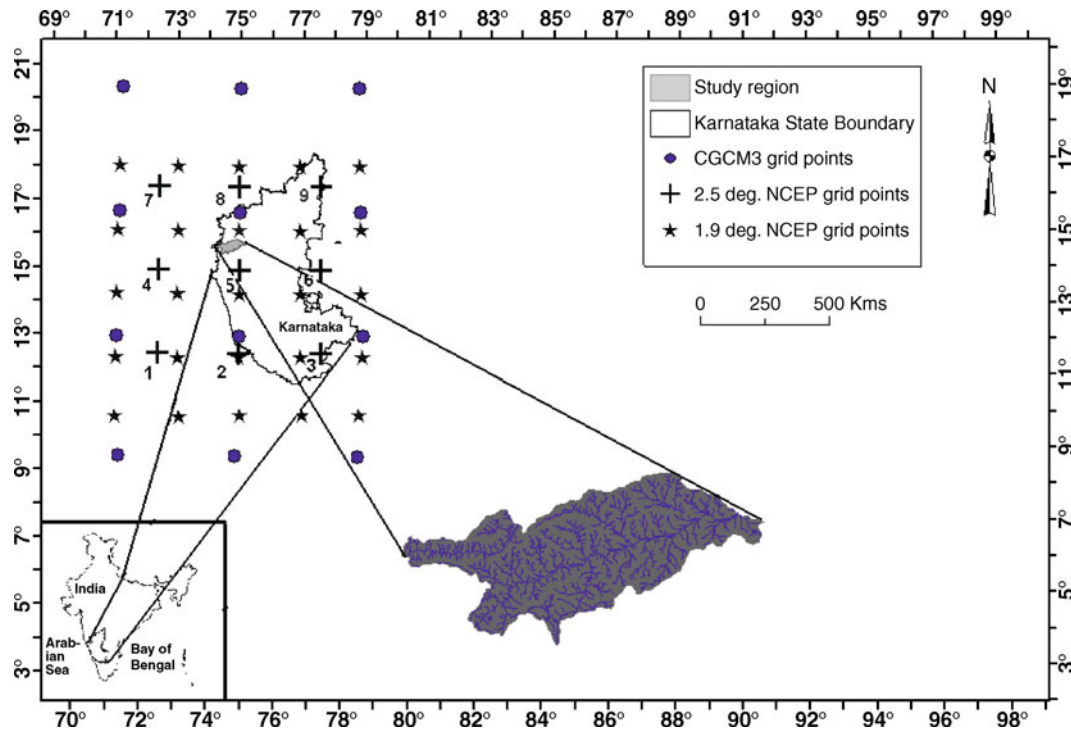 69° 71° 72° 73° 75° 77° 79° 81° 83° 85° 87° 89° 91° 93° 95° 97° 99°
21°
19°
17°
15°
13°
11°
9°
7°
5°
3°
Study region
Karnataka State Boundary
CGCM3 grid points
2.5 deg. NCEP grid points
1.9 deg. NCEP grid points
N
0 250 500 Kms
7 8 9
4 5 6
Karnataka
1 2 3
India
Arab-
ian
Sea
Bay of
Bengal
19°
17°
15°
13°
11°
9°
7°
5°
3°
70° 72° 74° 76° 78° 80° 82° 84° 86° 88° 90° 92° 94° 96° 98°